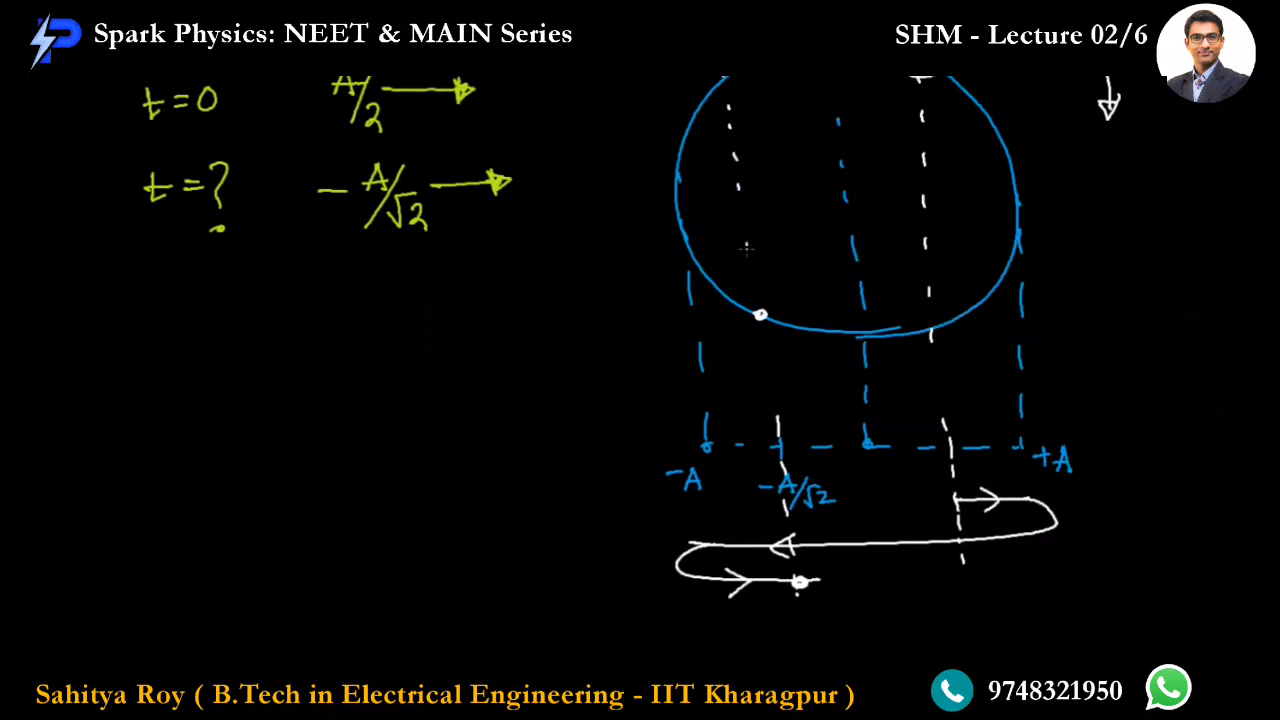 Spark Physics: NEET & MAIN Series
SHM - Lecture 02/6
t=0 A/2
t=? -A/√2
-A -A/√2 +A
Sahitya Roy ( B.Tech in Electrical Engineering - IIT Kharagpur )
9748321950